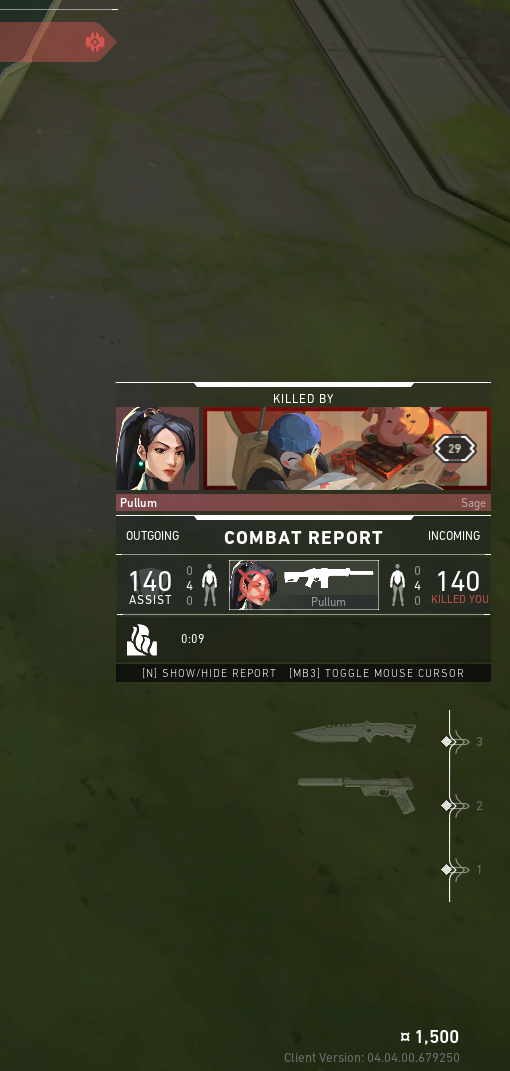 KILLED BY
29
Pullum Sage
OUTGOING COMBAT REPORT INCOMING
140 0 0 140
ASSIST 4 4 KILLED YOU
0 Pullum 0
0:09
[N] SHOW/HIDE REPORT [MB3] TOGGLE MOUSE CURSOR
3
2
1
¤ 1,500
Client Version: 04.04.00.679250